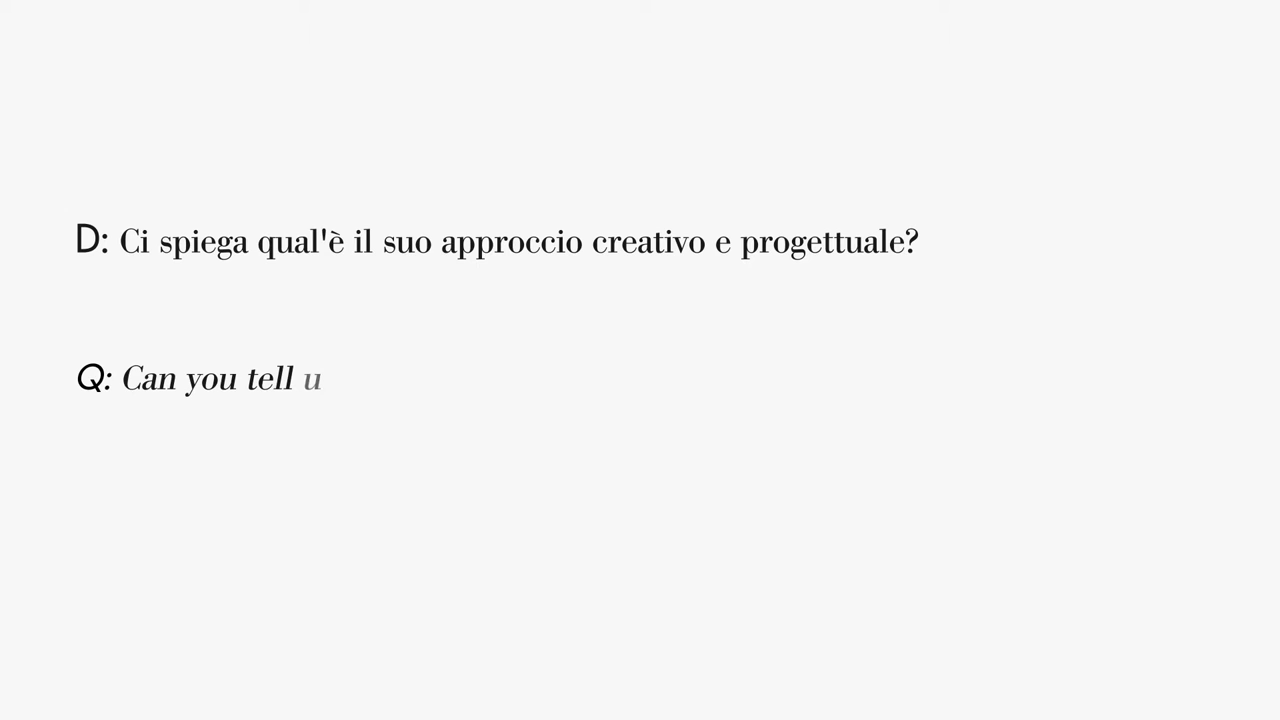 D: Ci spiega qual'è il suo approccio creativo e progettuale?
Q: Can you tell u